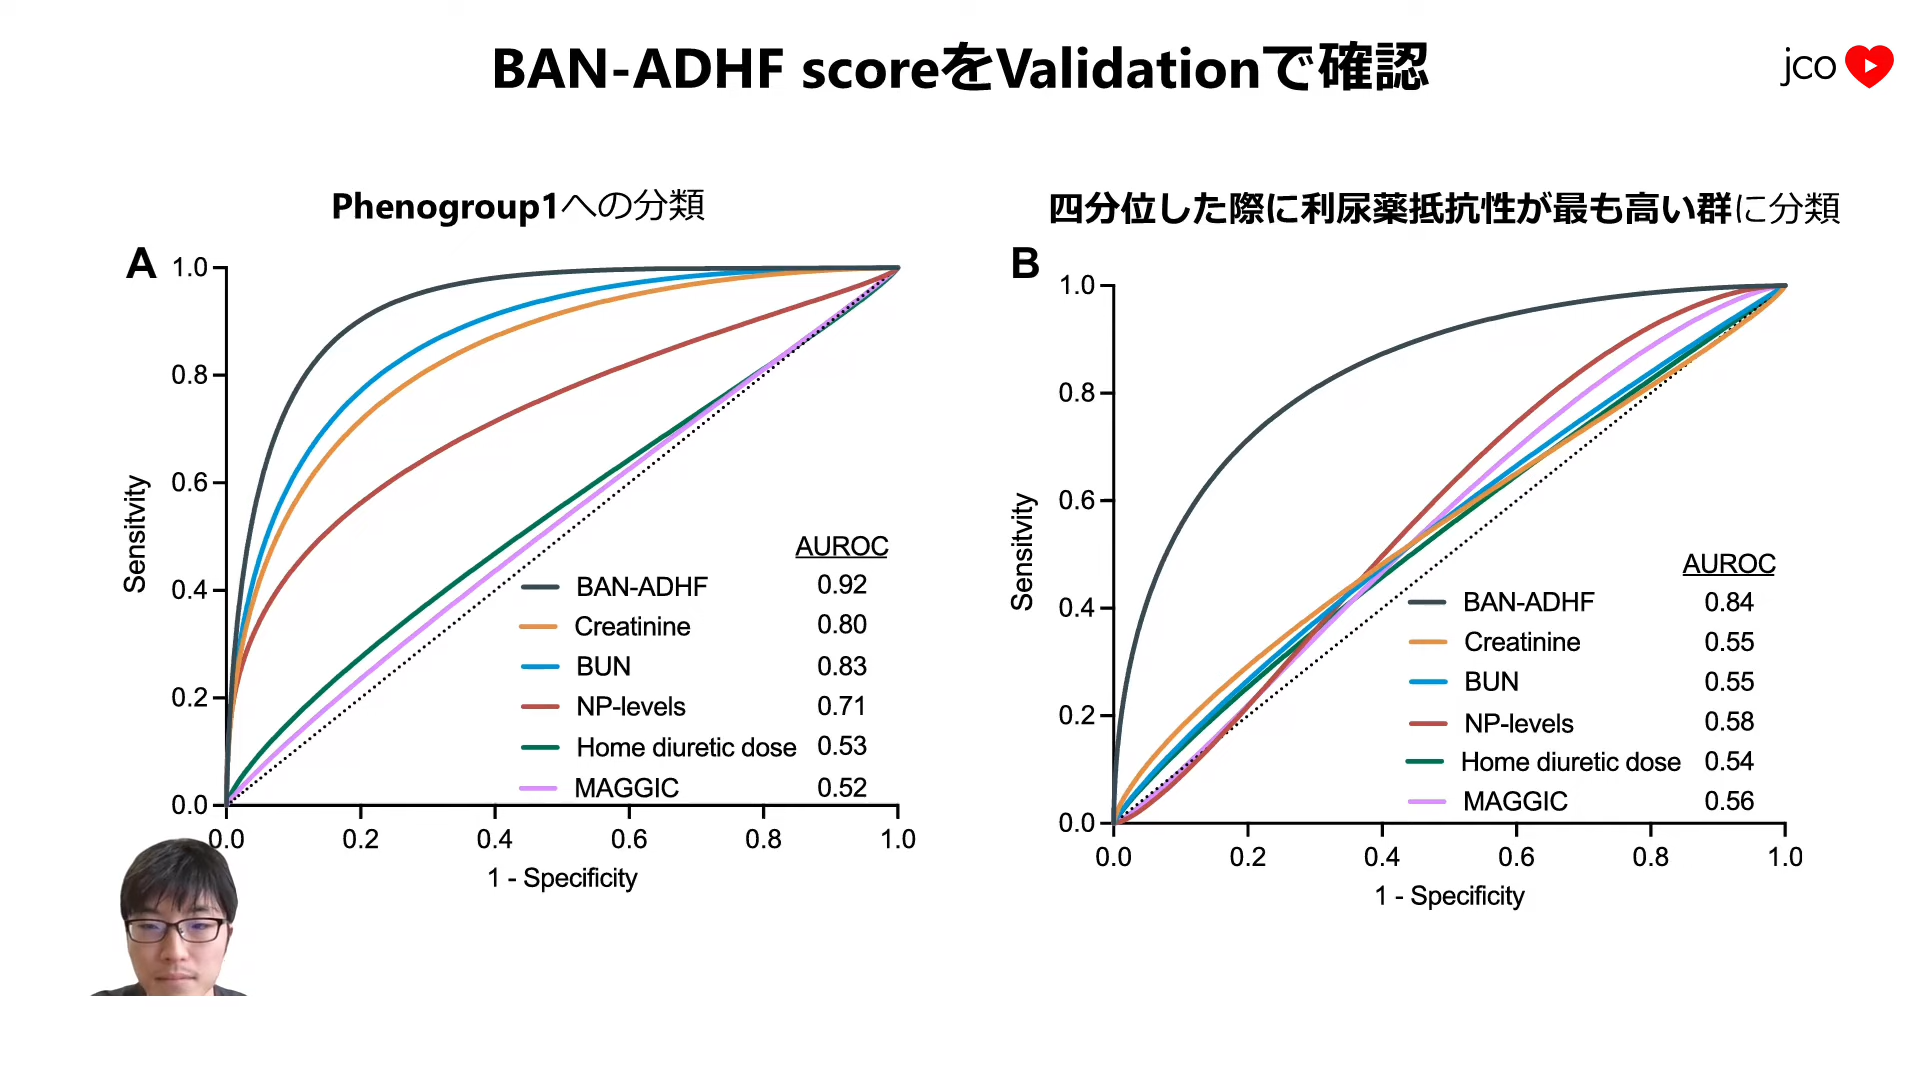 BAN-ADHF scoreをValidationで確認
jco
Phenogroup1への分類
A
1.0
0.8
0.6
0.4
0.2
0.0
Sensitvity
0.0 0.2 0.4 0.6 0.8 1.0
1 - Specificity
AUROC
BAN-ADHF 0.92
Creatinine 0.80
BUN 0.83
NP-levels 0.71
Home diuretic dose 0.53
MAGGIC 0.52
四分位した際に利尿薬抵抗性が最も高い群に分類
B
1.0
0.8
0.6
0.4
0.2
0.0
Sensitvity
0.0 0.2 0.4 0.6 0.8 1.0
1 - Specificity
AUROC
BAN-ADHF 0.84
Creatinine 0.55
BUN 0.55
NP-levels 0.58
Home diuretic dose 0.54
MAGGIC 0.56